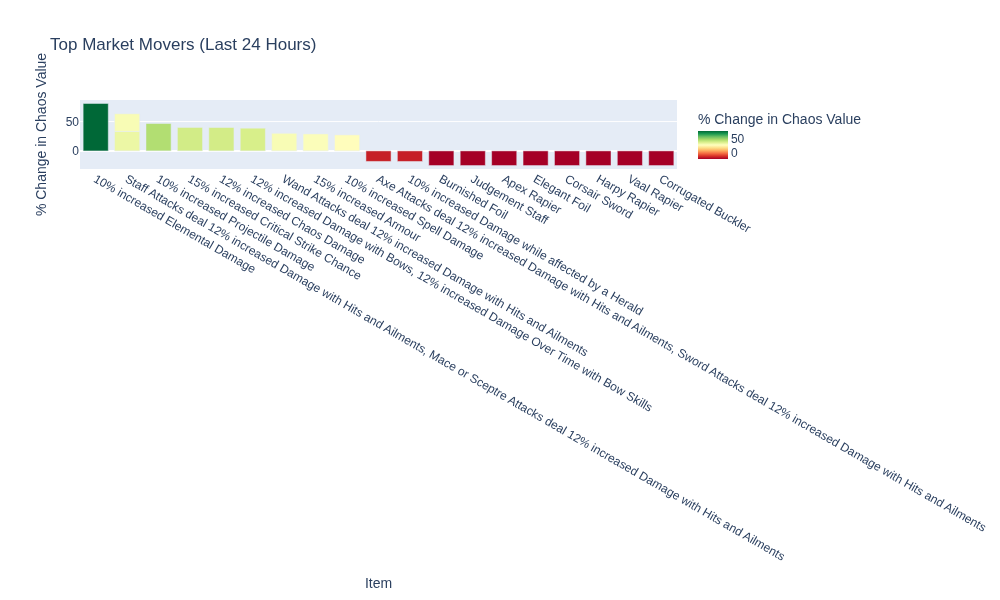 Top Market Movers (Last 24 Hours)
% Change in Chaos Value
50
0
% Change in Chaos Value
50
0
10% increased Elemental Damage
Staff Attacks deal 12% increased Damage with Hits and Ailments, Mace or Sceptre Attacks deal 12% increased Damage with Hits and Ailments
10% increased Projectile Damage
15% increased Critical Strike Chance
12% increased Chaos Damage
12% increased Damage with Bows, 12% increased Damage Over Time with Bow Skills
Wand Attacks deal 12% increased Damage with Hits and Ailments
15% increased Armour
10% increased Spell Damage
Axe Attacks deal 12% increased Damage with Hits and Ailments, Sword Attacks deal 12% increased Damage with Hits and Ailments
10% increased Damage while affected by a Herald
Burnished Foil
Judgement Staff
Apex Rapier
Elegant Foil
Corsair Sword
Harpy Rapier
Vaal Rapier
Corrugated Buckler
Item